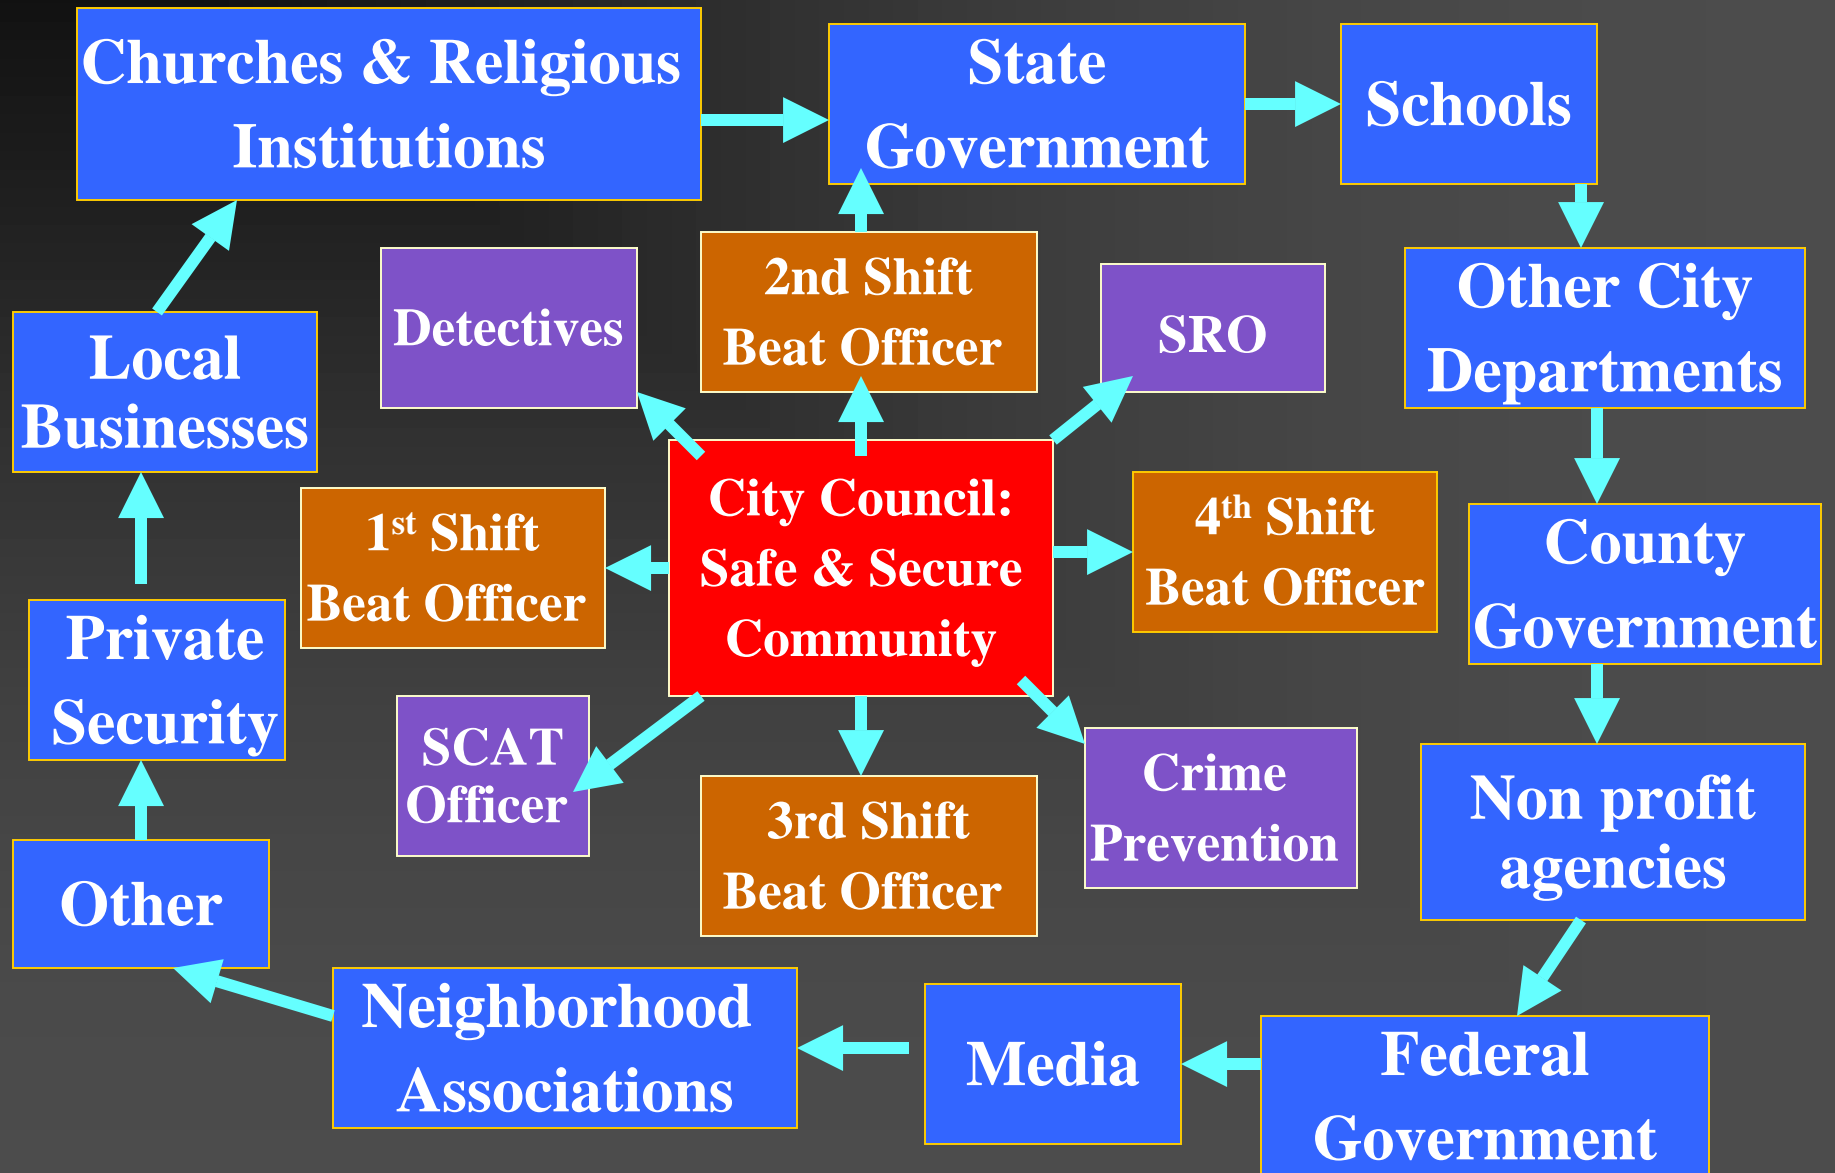 Churches & Religious
Institutions
State
Government
Schools
Detectives
2nd Shift
Beat Officer
SRO
Other City
Departments
Local
Businesses
City Council:
Safe & Secure
Community
1st Shift
Beat Officer
4th Shift
Beat Officer
County
Government
Private
Security
SCAT
Officer
3rd Shift
Beat Officer
Crime
Prevention
Non profit
agencies
Other
Neighborhood
Associations
Media
Federal
Government